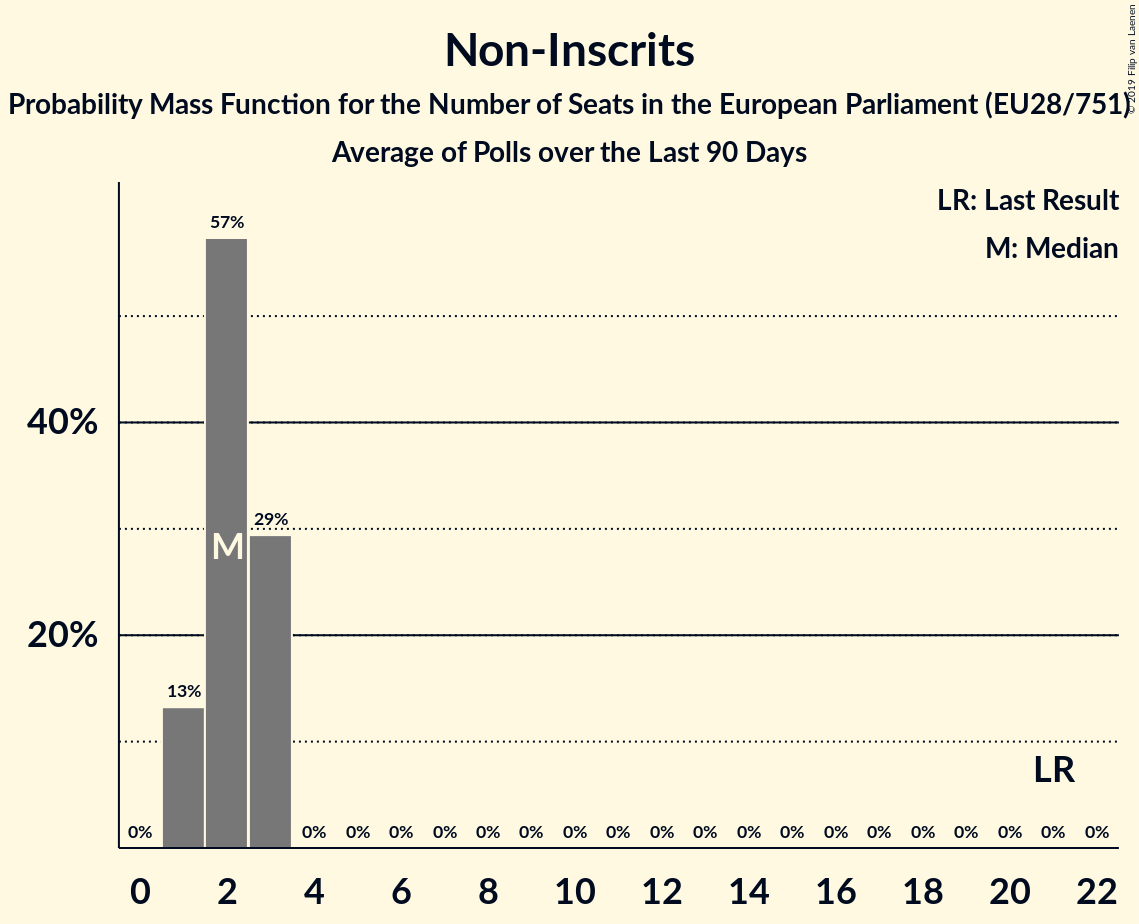 Non-Inscrits
Probability Mass Function for the Number of Seats in the European Parliament (EU28/751)
Average of Polls over the Last 90 Days
© 2019 Filip van Laenen
LR: Last Result
M: Median
57%
40%
29%
M
20%
13%
LR
0% 0% 0% 0% 0% 0% 0% 0% 0% 0% 0% 0% 0% 0% 0% 0% 0% 0% 0% 0%
0 2 4 6 8 10 12 14 16 18 20 22